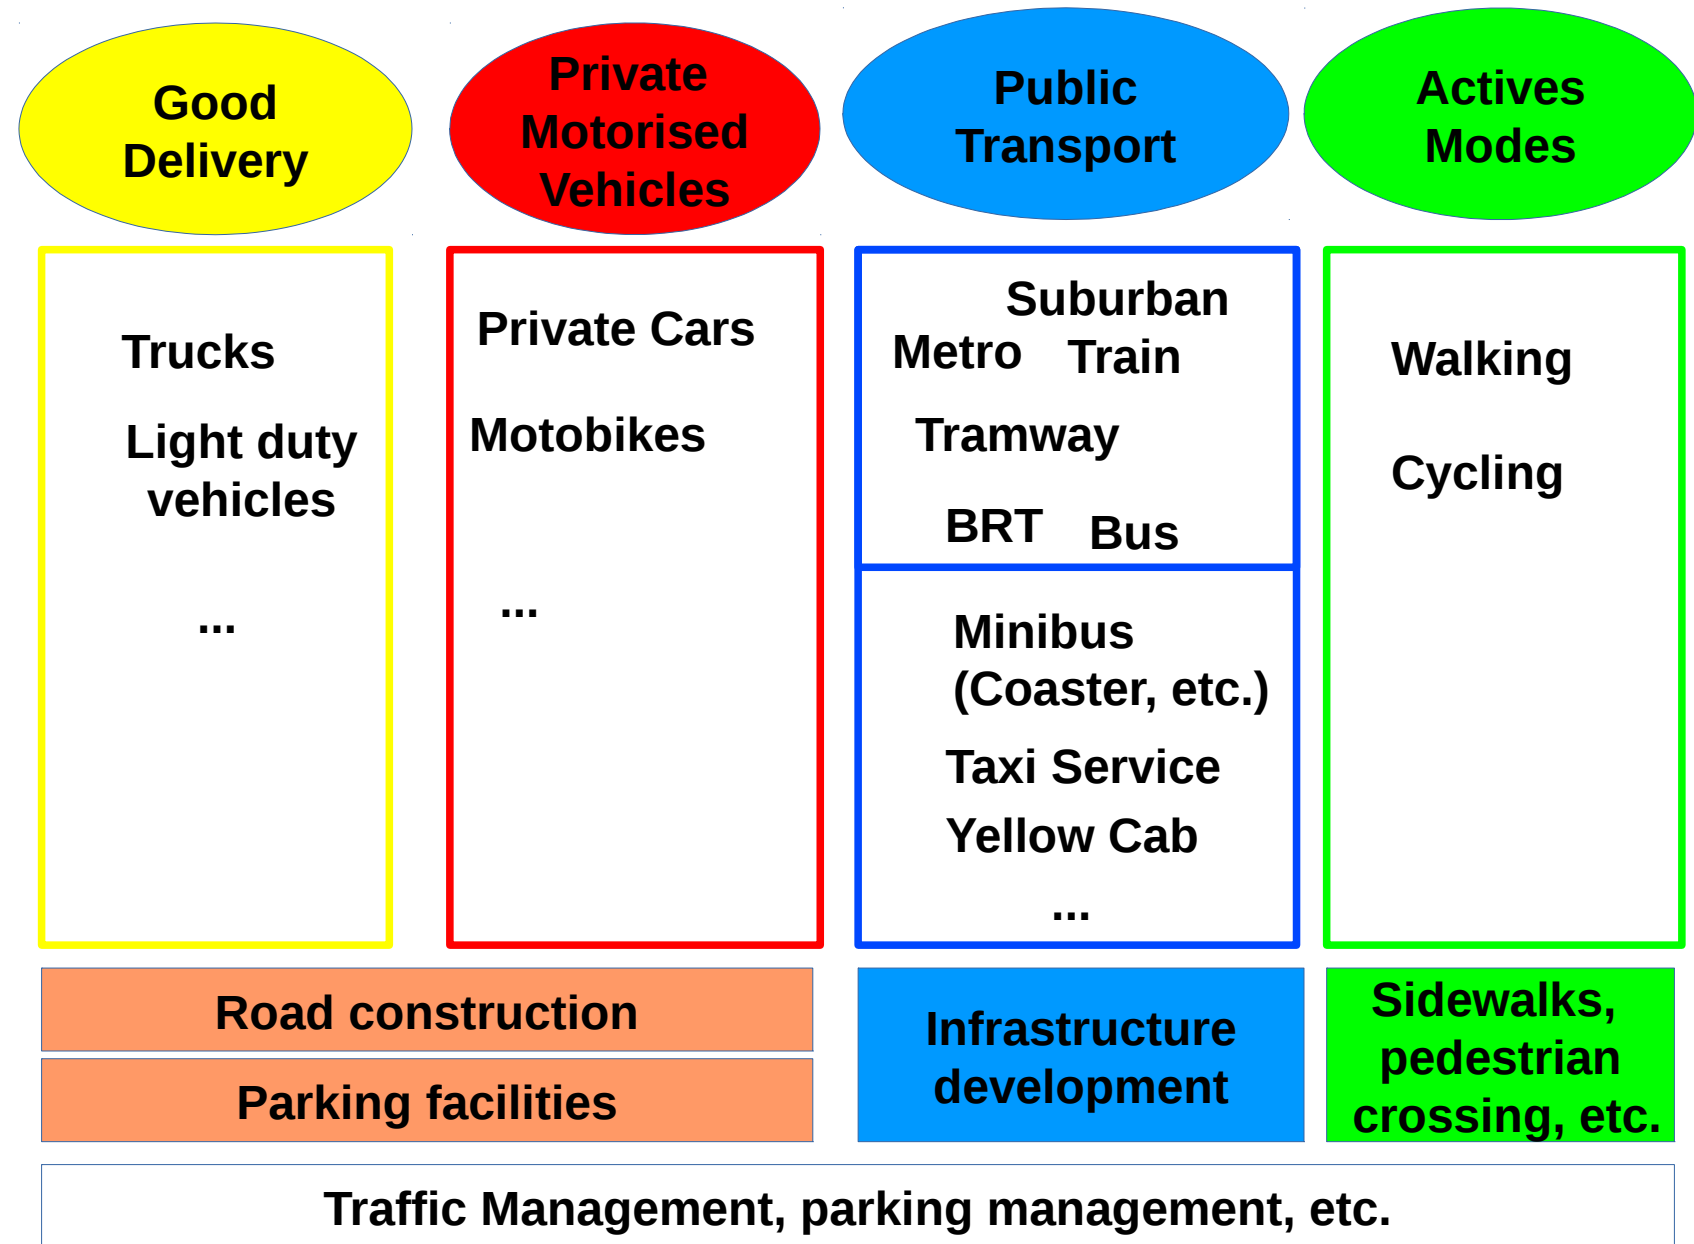 Good
Delivery
Private
Motorised
Vehicles
Public
Transport
Actives
Modes
Trucks
Light duty
vehicles
...
Private Cars
Motobikes
...
Suburban
Train
Metro
Tramway
BRT
Bus
Minibus
(Coaster, etc.)
Taxi Service
Yellow Cab
...
Walking
Cycling
Road construction
Parking facilities
Infrastructure
development
Sidewalks,
pedestrian
crossing, etc.
Traffic Management, parking management, etc.